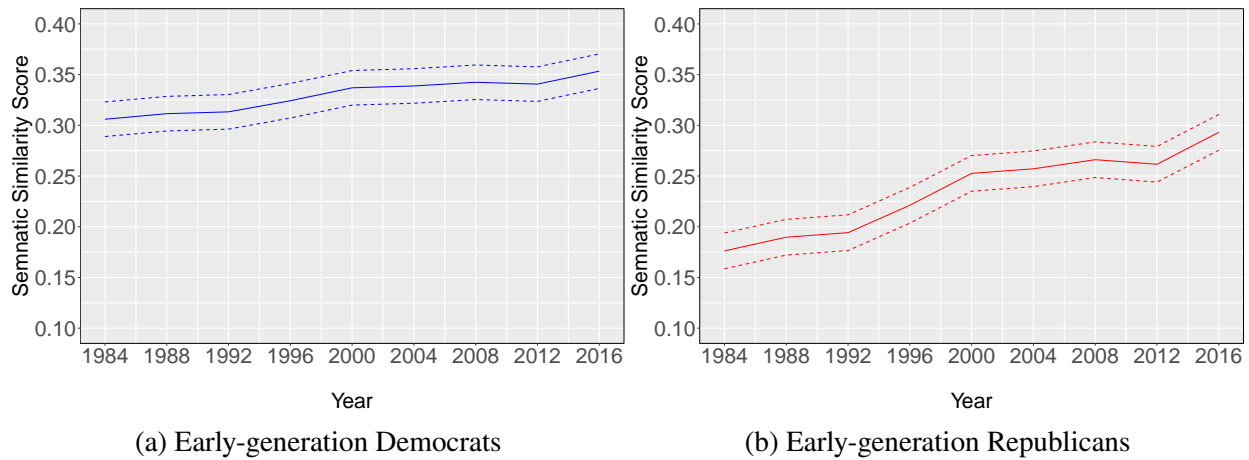 0.40
0.35
0.30
0.25
0.20
0.15
0.10
Semnatic Similarity Score
1984 1988 1992 1996 2000 2004 2008 2012 2016
Year
(a) Early-generation Democrats
0.40
0.35
0.30
0.25
0.20
0.15
0.10
Semnatic Similarity Score
1984 1988 1992 1996 2000 2004 2008 2012 2016
Year
(b) Early-generation Republicans